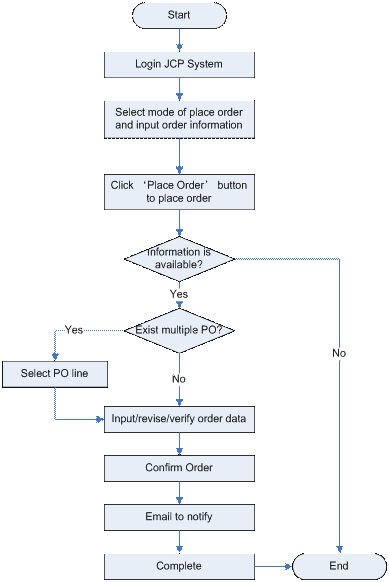 Start
Login JCP System
Select mode of place order
and input order information
Click ‘Place Order’ button
to place order
Information is
available?
Yes
Exist multiple PO?
Yes
No
Select PO line
No
Input/revise/verify order data
Confirm Order
Email to notify
Complete
End